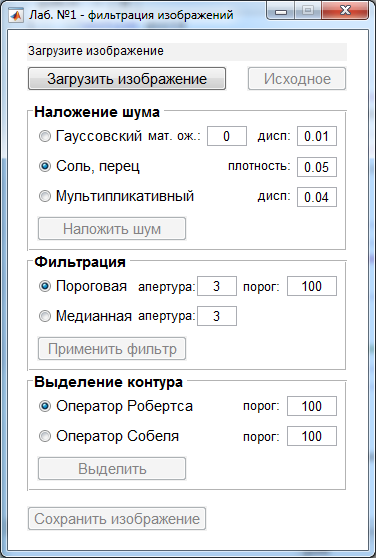 Лаб. №1 - фильтрация изображений
Загрузите изображение
Загрузить изображение Исходное
Наложение шума
Гауссовский мат. ож.: 0 дисп: 0.01
Соль, перец плотность: 0.05
Мультипликативный дисп: 0.04
Наложить шум
Фильтрация
Пороговая апертура: 3 порог: 100
Медианная апертура: 3
Применить фильтр
Выделение контура
Оператор Робертса порог: 100
Оператор Собеля порог: 100
Выделить
Сохранить изображение